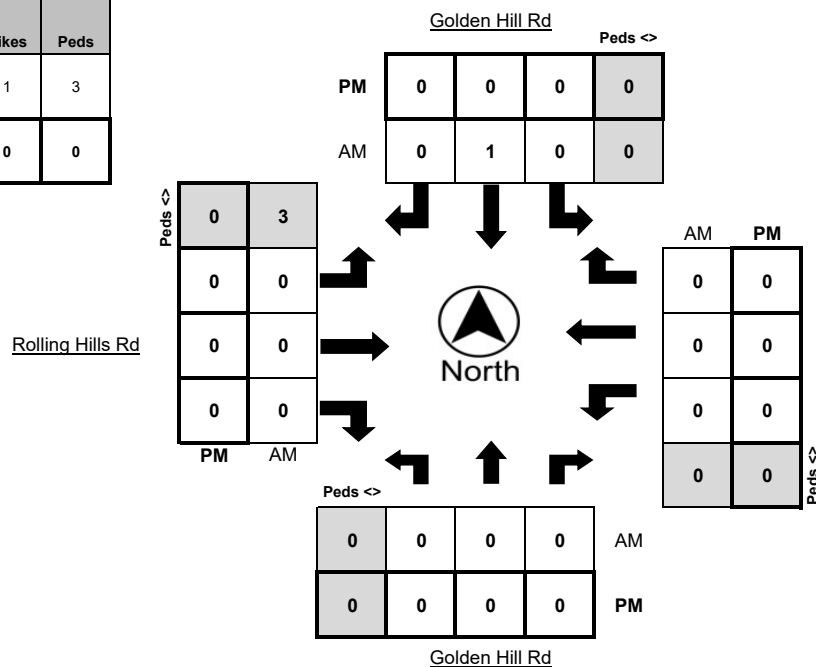 Golden Hill Rd
Peds <>
ikes Peds
1 3
0 0
PM 0 0 0 0
AM 0 1 0 0
Peds <>
0 3
0 0
0 0
0 0
PM AM
Rolling Hills Rd
North
AM PM
0 0
0 0
0 0
0 0
Peds <>
Peds <>
0 0 0 0 AM
0 0 0 0 PM
Golden Hill Rd